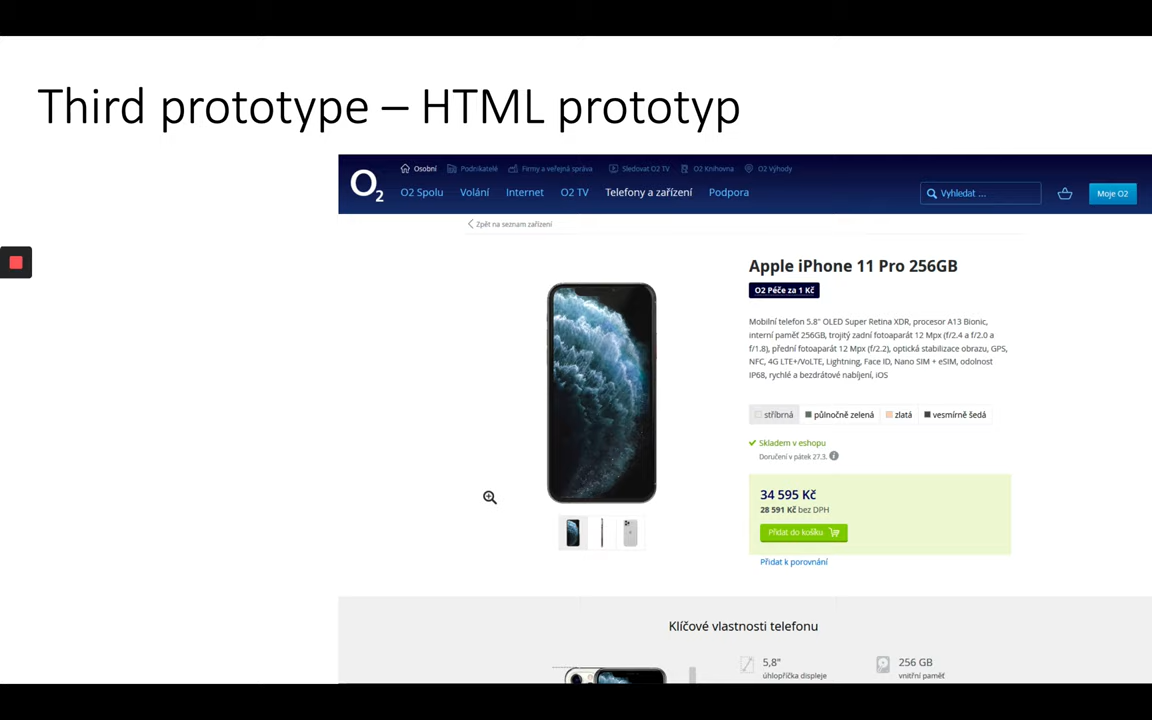 Third prototype – HTML prototyp
Osobní Podnikatelé Firmy a veřejná správa Sledovat O2 TV O2 Knihovna O2 Výhody
O2
O2 Spolu Volání Internet O2 TV Telefony a zařízení Podpora Vyhledat ... Moje O2
Zpět na seznam zařízení
Apple iPhone 11 Pro 256GB
O2 Péče za 1 Kč
Mobilní telefon 5.8" OLED Super Retina XDR, procesor A13 Bionic,
interní paměť 256GB, trojitý zadní fotoaparát 12 Mpx (f/2.4 a f/2.0 a
f/1.8), přední fotoaparát 12 Mpx (f/2.2), optická stabilizace obrazu, GPS,
NFC, 4G LTE+/VoLTE, Lightning, Face ID, Nano SIM + eSIM, odolnost
IP68, rychlé a bezdrátové nabíjení, iOS
stříbrná půlnočně zelená zlatá vesmírně šedá
Skladem v eshopu
Doručení v pátek 27.3.
34 595 Kč
28 591 Kč bez DPH
Přidat do košíku
Přidat k porovnání
Klíčové vlastnosti telefonu
5,8" 256 GB
úhlopříčka displeje vnitřní paměť